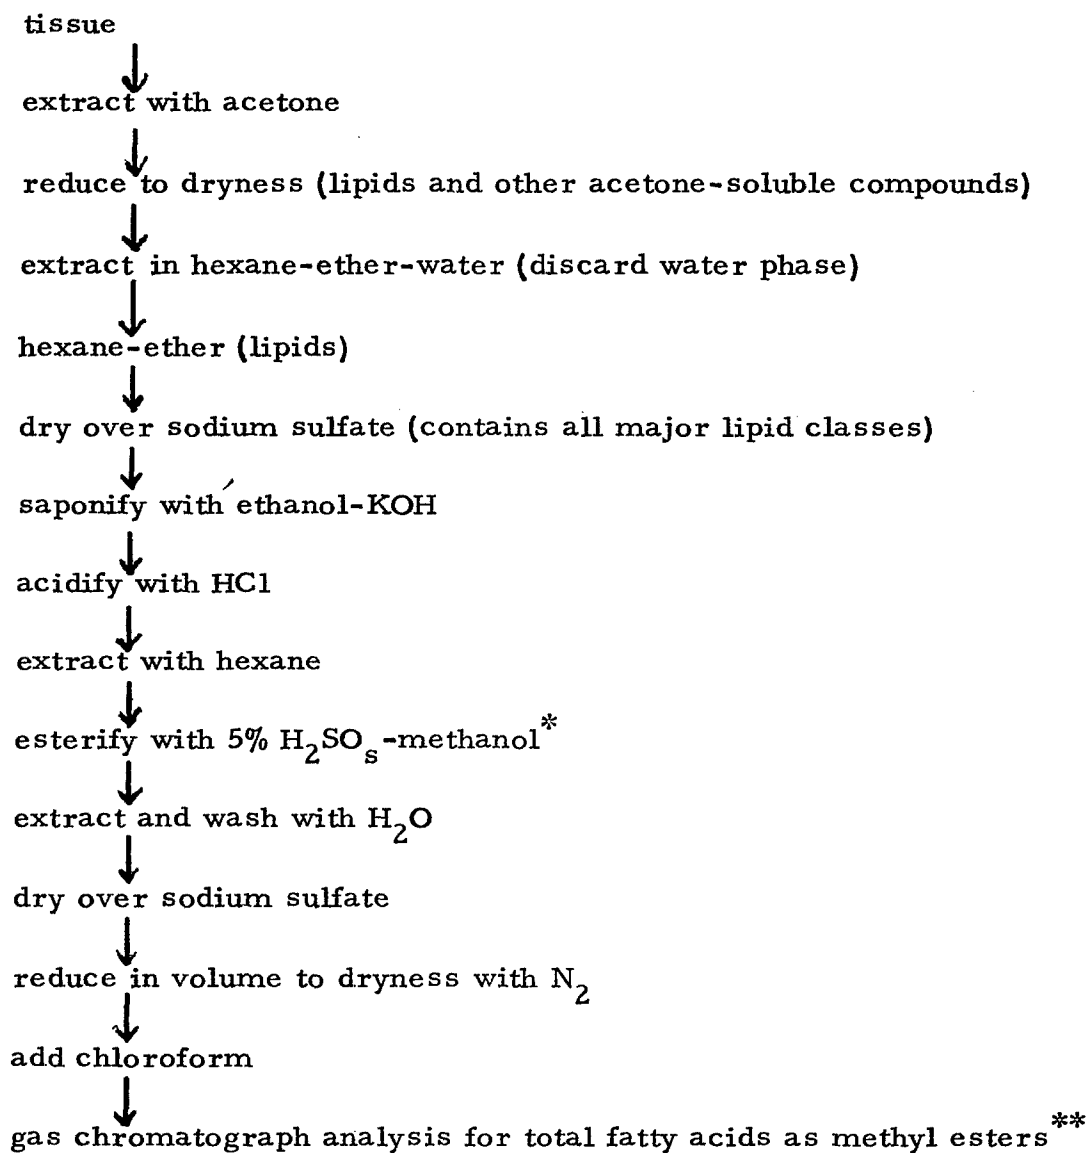 tissue
extract with acetone
reduce to dryness (lipids and other acetone-soluble compounds)
extract in hexane-ether-water (discard water phase)
hexane-ether (lipids)
dry over sodium sulfate (contains all major lipid classes)
saponify with ethanol-KOH
acidify with HCl
extract with hexane
esterify with 5% H₂SOₛ-methanol*
extract and wash with H₂O
dry over sodium sulfate
reduce in volume to dryness with N₂
add chloroform
gas chromatograph analysis for total fatty acids as methyl esters**